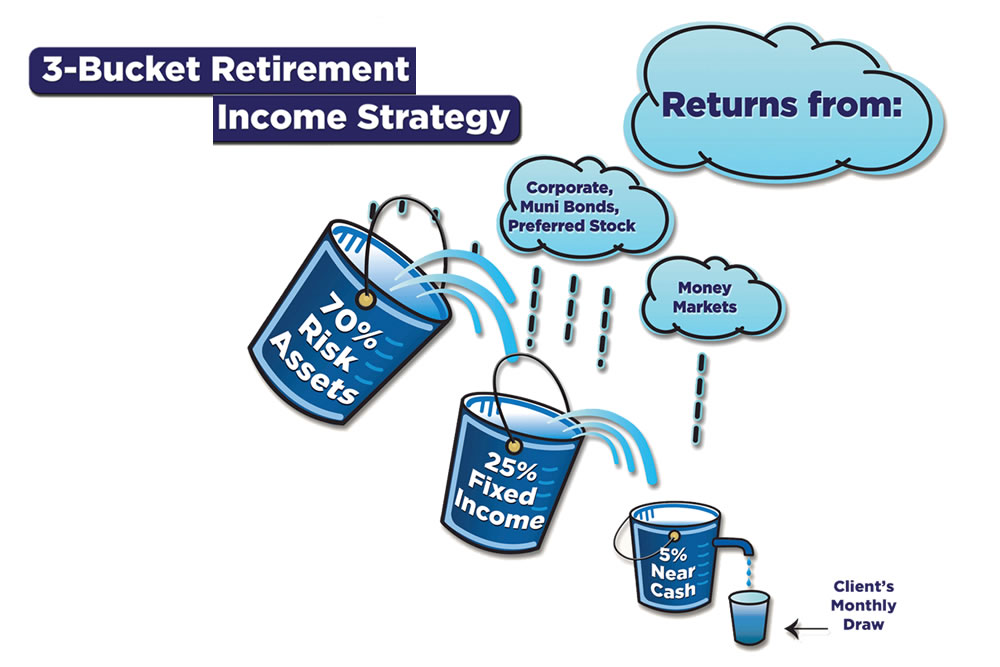 3-Bucket Retirement
Income Strategy
Returns from:
Corporate,
Muni Bonds,
Preferred Stock
Money
Markets
70%
Risk
Assets
25%
Fixed
Income
5%
Near
Cash
Client's
Monthly
Draw